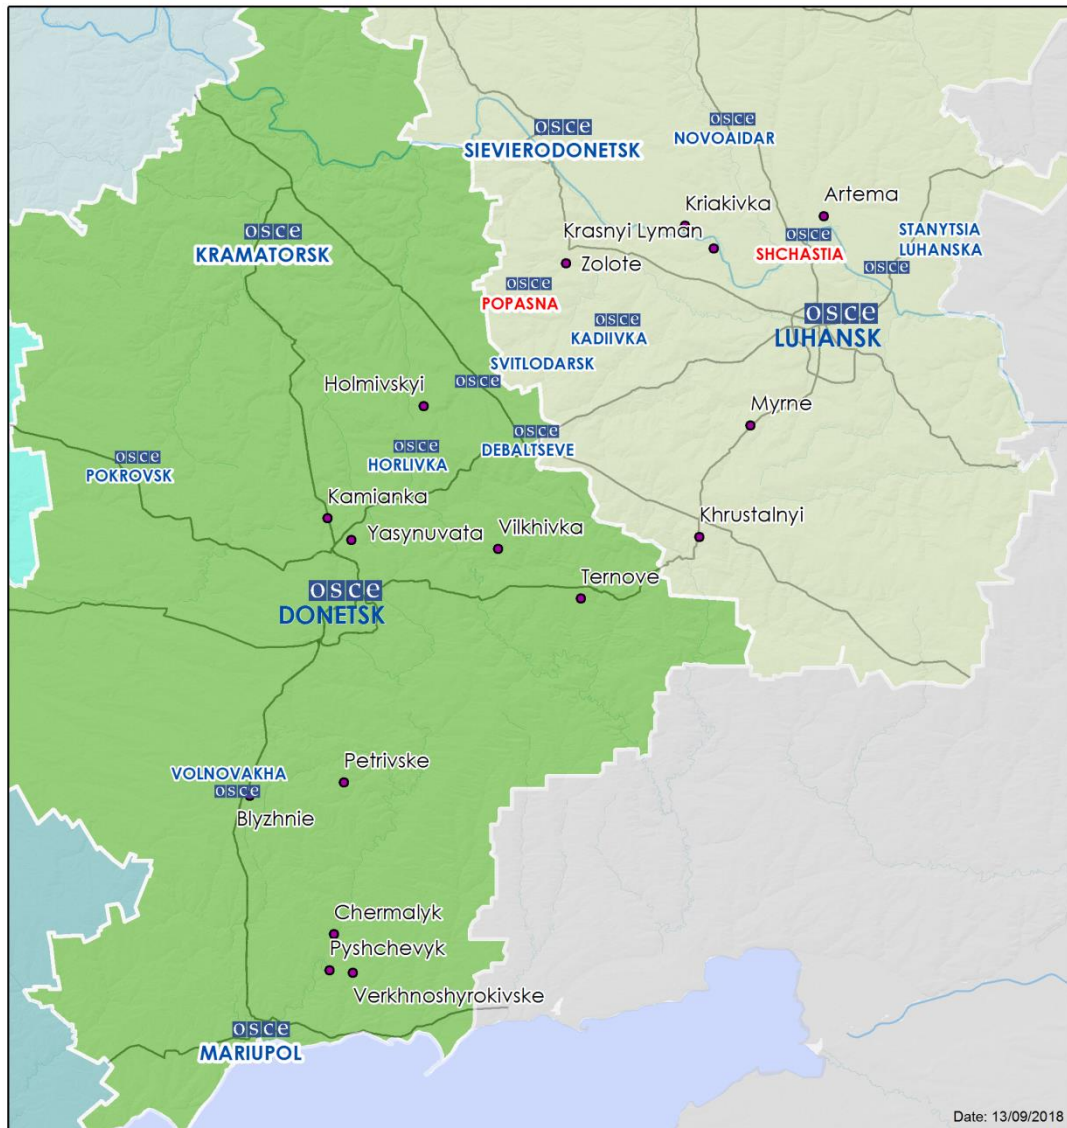 osce
SIEVIERODONETSK
osce
NOVOAIDAR
Artema
Kriakivka
osce
KRAMATORSK
Krasnyi Lyman
osce
SHCHASTIA
STANYTSIA
LUHANSKA
osce
Zolote
osce
POPASNA
osce
KADIIVKA
osce
LUHANSK
SVITLODARSK
osce
Holmivskyi
Myrne
osce
HORLIVKA
osce
DEBALTSEVE
osce
POKROVSK
Kamianka
Yasynuvata
Vilkhivka
Khrustalnyi
Ternove
osce
DONETSK
Petrivske
VOLNOVAKHA
osce
Blyzhnie
Chermalyk
Pyshchevyk
Verkhnoshyrokivske
osce
MARIUPOL
Date: 13/09/2018